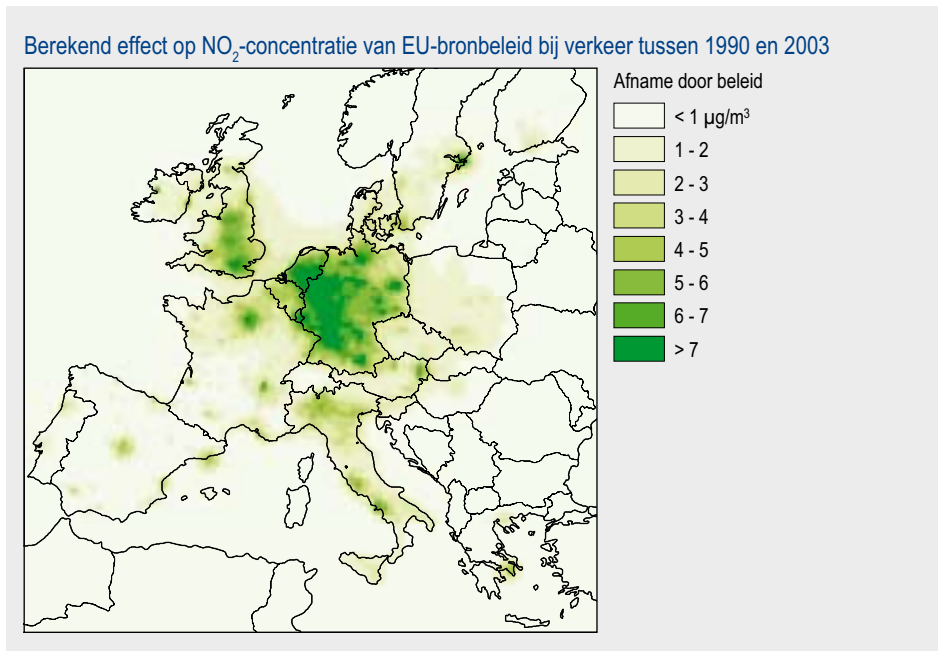 Berekend effect op NO2-concentratie van EU-bronbeleid bij verkeer tussen 1990 en 2003
Afname door beleid
< 1 µg/m³
1 - 2
2 - 3
3 - 4
4 - 5
5 - 6
6 - 7
> 7